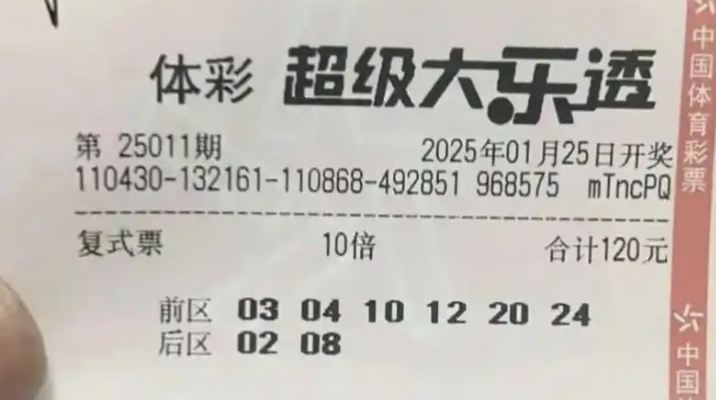 体彩 超级大乐透
第 25011期 2025年01月25日开奖
110430-132161-110868-492851 968575 mTncPQ
复式票 10倍 合计120元
前区 03 04 10 12 20 24
后区 02 08
中国体育彩票
中国体